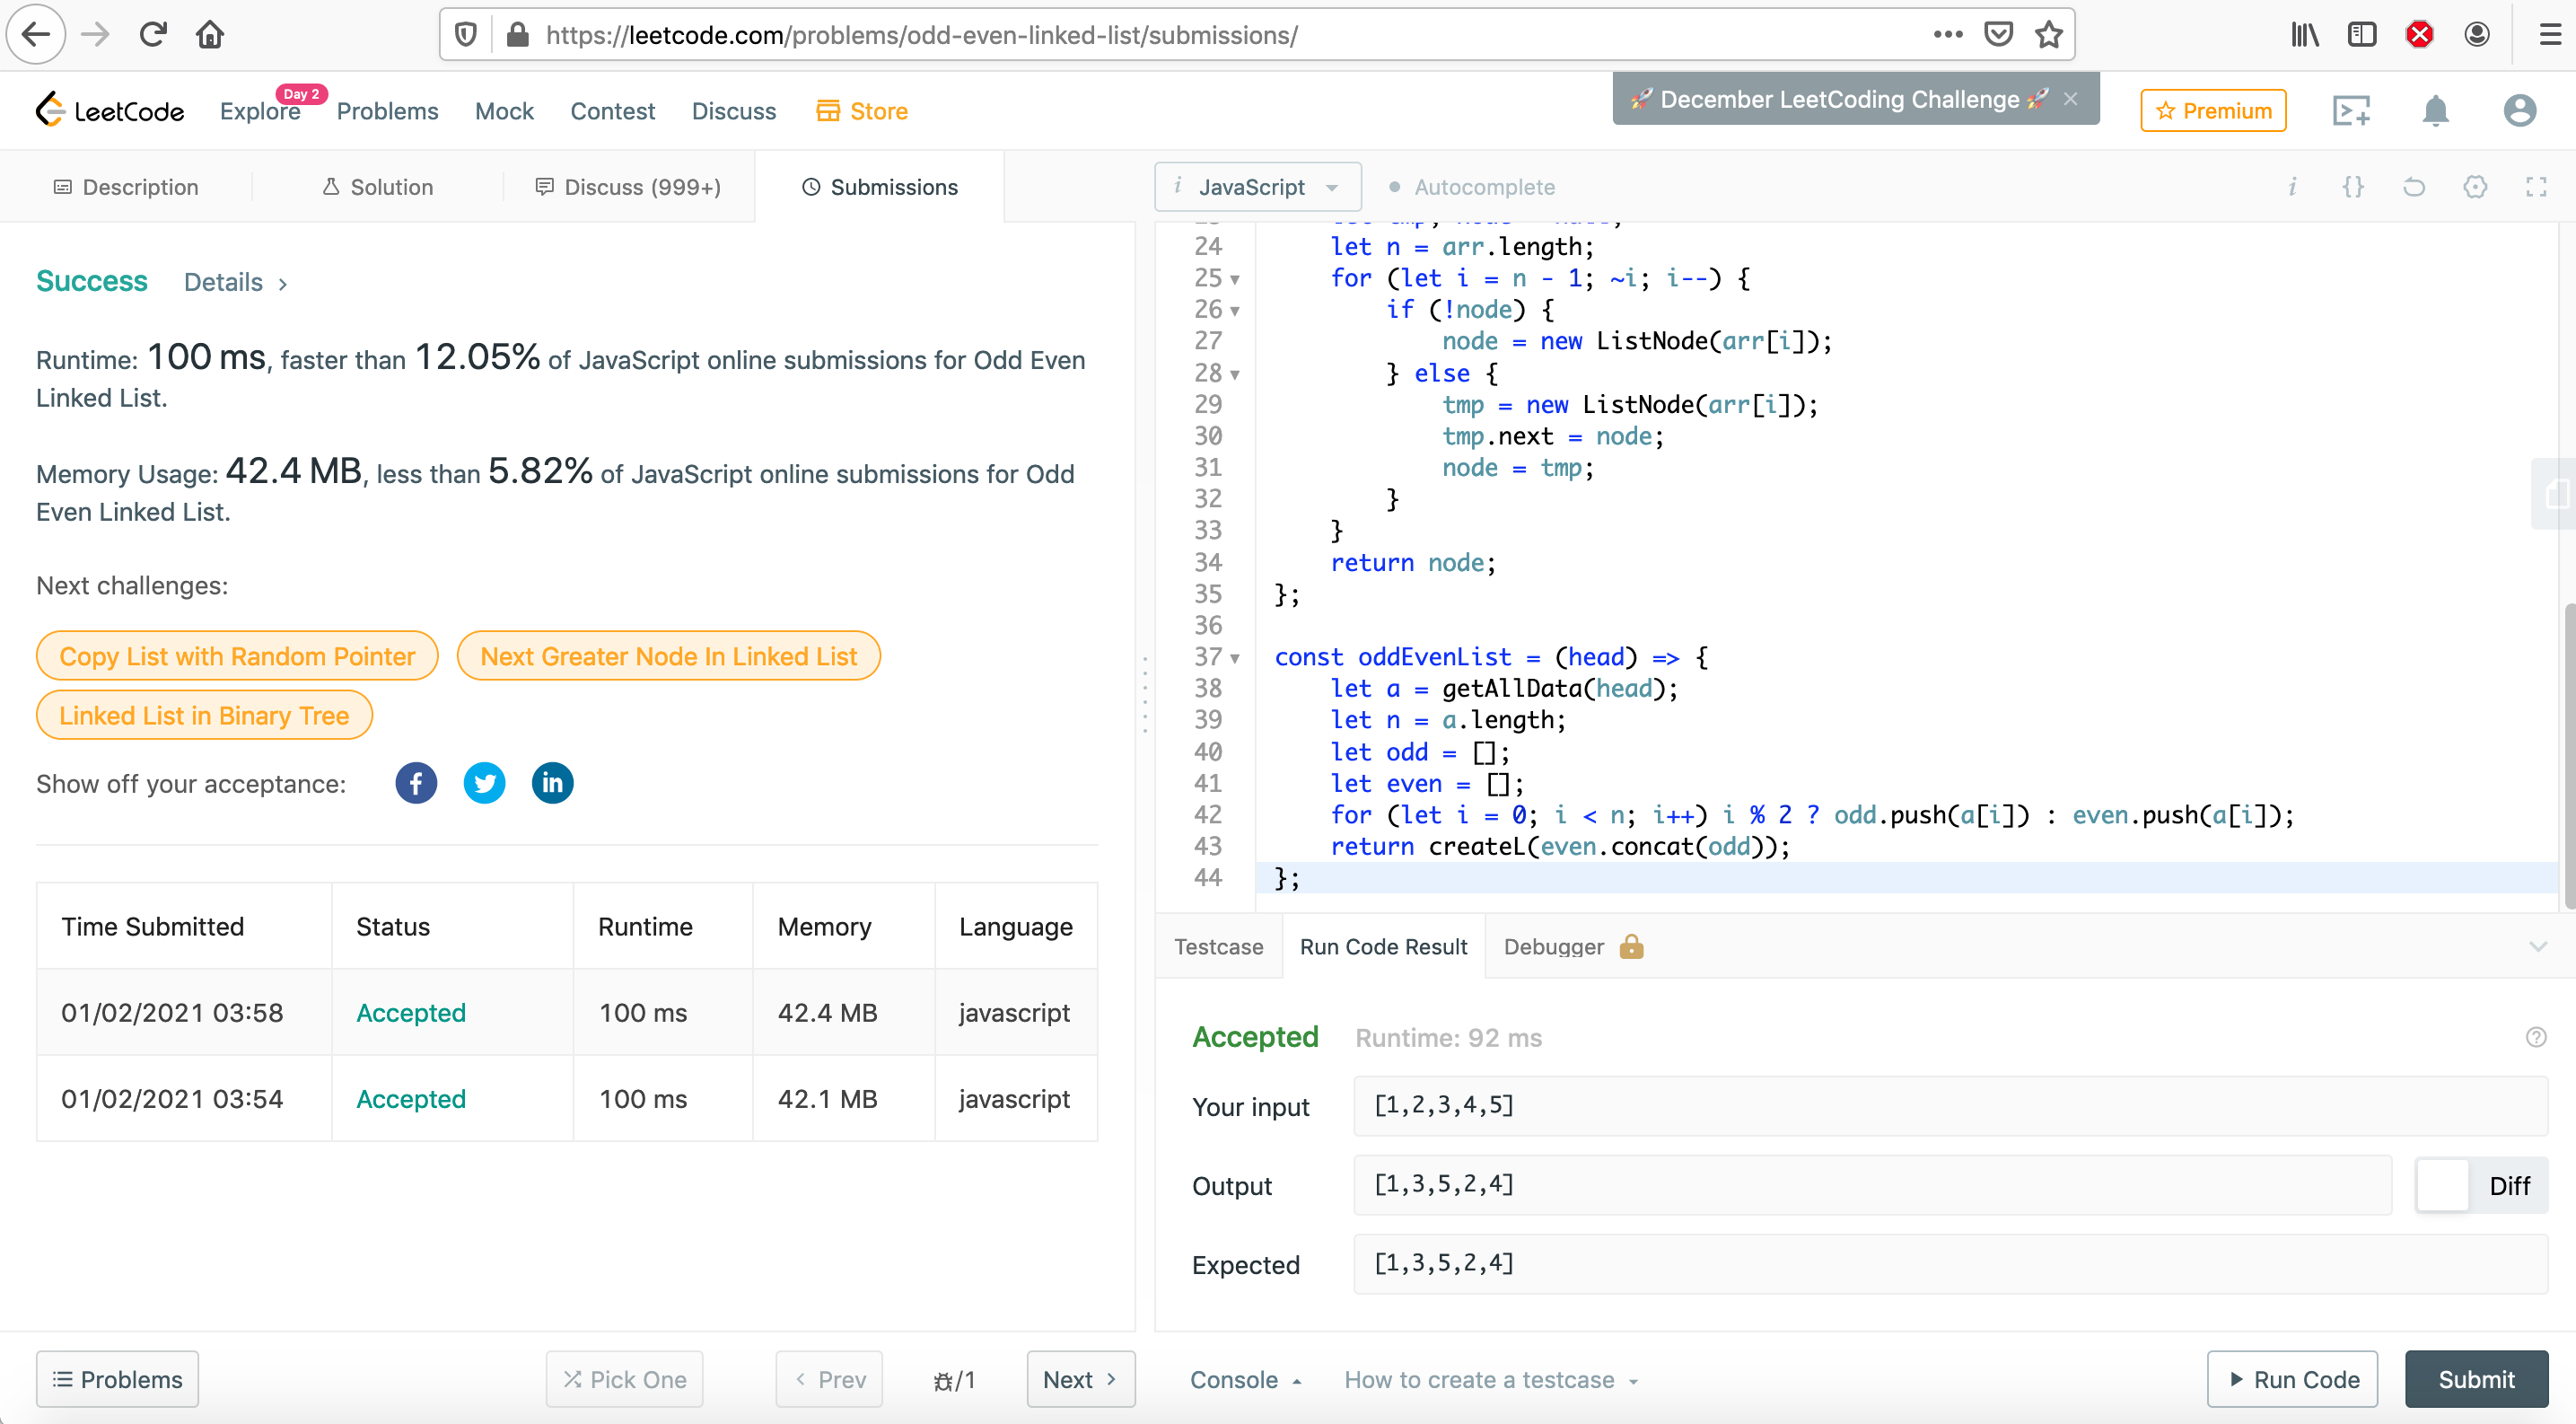 https://leetcode.com/problems/odd-even-linked-list/submissions/
LeetCode
Explore
Day 2
Problems
Mock
Contest
Discuss
Store
🚀 December LeetCoding Challenge 🚀 ×
Premium
Description
Solution
Discuss (999+)
Submissions
i JavaScript
Autocomplete
Success
Details >
Runtime: 100 ms, faster than 12.05% of JavaScript online submissions for Odd Even
Linked List.
Memory Usage: 42.4 MB, less than 5.82% of JavaScript online submissions for Odd
Even Linked List.
Next challenges:
Copy List with Random Pointer
Next Greater Node In Linked List
Linked List in Binary Tree
Show off your acceptance:
Time Submitted Status Runtime Memory Language
01/02/2021 03:58 Accepted 100 ms 42.4 MB javascript
01/02/2021 03:54 Accepted 100 ms 42.1 MB javascript
24     let n = arr.length;
25     for (let i = n - 1; ~i; i--) {
26         if (!node) {
27             node = new ListNode(arr[i]);
28         } else {
29             tmp = new ListNode(arr[i]);
30             tmp.next = node;
31             node = tmp;
32         }
33     }
34     return node;
35 };
36
37 const oddEvenList = (head) => {
38     let a = getAllData(head);
39     let n = a.length;
40     let odd = [];
41     let even = [];
42     for (let i = 0; i < n; i++) i % 2 ? odd.push(a[i]) : even.push(a[i]);
43     return createL(even.concat(odd));
44 };
Testcase
Run Code Result
Debugger
Accepted
Runtime: 92 ms
Your input
[1,2,3,4,5]
Output
[1,3,5,2,4]
Diff
Expected
[1,3,5,2,4]
Problems
Pick One
< Prev
/1
Next >
Console
How to create a testcase
Run Code
Submit